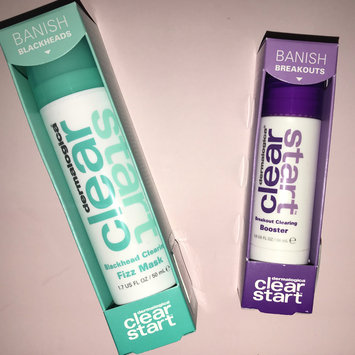 BANISH
BLACKHEADS
clear
start
dermalogica
Blackhead Clearing
Fizz Mask
1.7 US FL OZ / 50 mL ℮
dermalogica
clear
start
BANISH
BREAKOUTS
dermalogica
clear
start
Breakout Clearing
Booster
dermalogica
clear
start